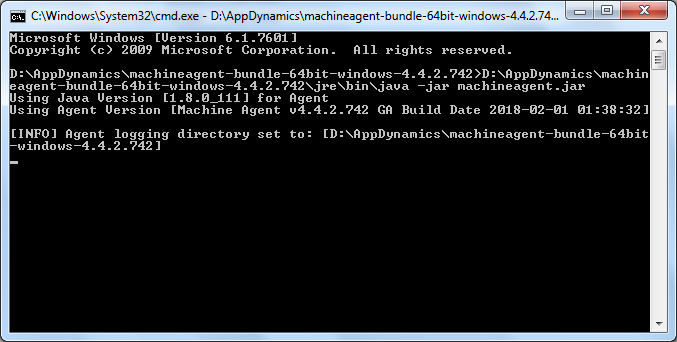 C:\Windows\System32\cmd.exe - D:\AppDynamics\machineagent-bundle-64bit-windows-4.4.2.74...
Microsoft Windows [Version 6.1.7601]
Copyright (c) 2009 Microsoft Corporation.  All rights reserved.
D:\AppDynamics\machineagent-bundle-64bit-windows-4.4.2.742>D:\AppDynamics\machin
eagent-bundle-64bit-windows-4.4.2.742\jre\bin\java -jar machineagent.jar
Using Java Version [1.8.0_111] for Agent
Using Agent Version [Machine Agent v4.4.2.742 GA Build Date 2018-02-01 01:38:32]
[INFO] Agent logging directory set to: [D:\AppDynamics\machineagent-bundle-64bit
-windows-4.4.2.742]